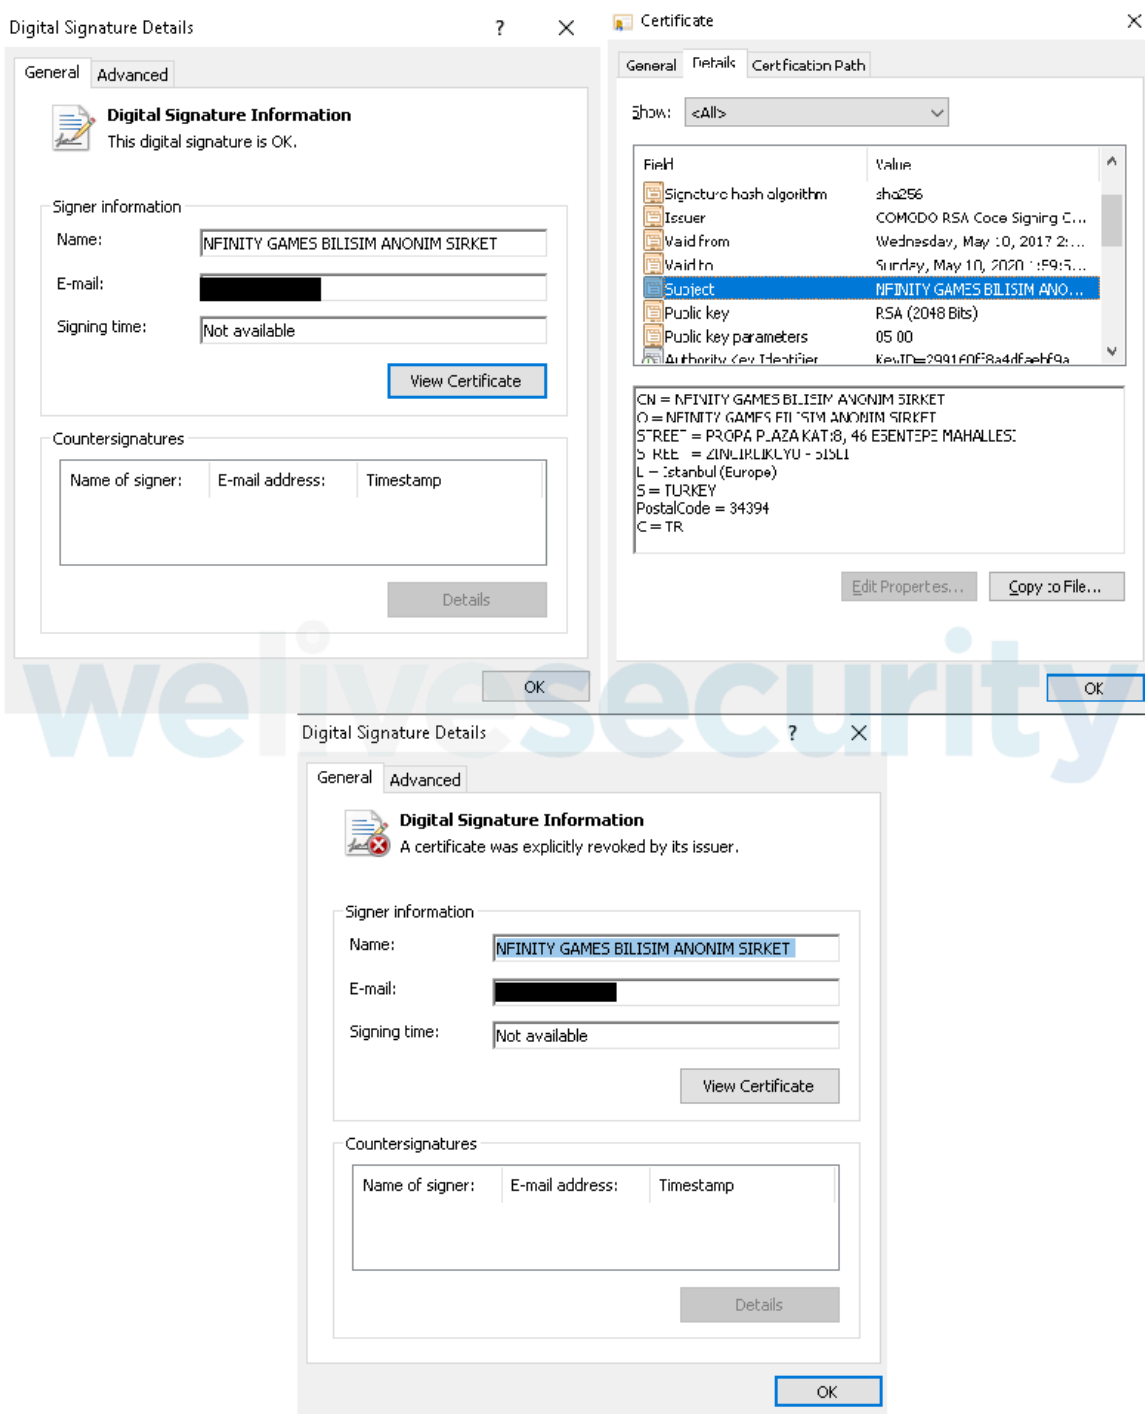 Digital Signature Details
?
General
Advanced
Digital Signature Information
This digital signature is OK.
Signer information
Name:
NFINITY GAMES BILISIM ANONIM SIRKET
E-mail:
Signing time:
Not available
View Certificate
Countersignatures
Name of signer:
E-mail address:
Timestamp
Details
OK
Certificate
General
Details
Certification Path
Show:
<All>
Field
Value
Signature hash algorithm
sha256
Issuer
COMODO RSA Code Signing C...
Valid from
Wednesday, May 10, 2017 2:...
Valid to
Sunday, May 10, 2020 1:59:5...
Subject
NFINITY GAMES BILISIM ANO...
Public key
RSA (2048 Bits)
Public key parameters
05 00
Authority Key Identifier
KeyID=299160ff8a4dfaebf9a
CN = NFINITY GAMES BILISIM ANONIM SIRKET
O = NFINITY GAMES BILISIM ANONIM SIRKET
STREET = PROPA PLAZA KAT:8, 46 ESENTEPE MAHALLESI
STREET = ZINCIRLIKUYU - SISLI
L = Istanbul (Europe)
S = TURKEY
PostalCode = 34394
C = TR
Edit Properties...
Copy to File...
OK
welivesecurity
Digital Signature Details
?
General
Advanced
Digital Signature Information
A certificate was explicitly revoked by its issuer.
Signer information
Name:
NFINITY GAMES BILISIM ANONIM SIRKET
E-mail:
Signing time:
Not available
View Certificate
Countersignatures
Name of signer:
E-mail address:
Timestamp
Details
OK